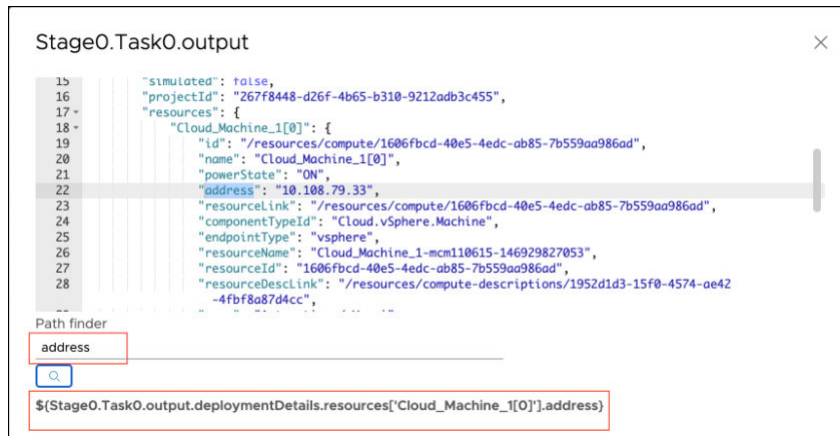 Stage0.Task0.output
15 "simulated": false,
16 "projectId": "267f8448-d26f-4b65-b310-9212adb3c455",
17 "resources": {
18 "Cloud_Machine_1[0]": {
19 "id": "/resources/compute/1606fbcd-40e5-4edc-ab85-7b559aa986ad",
20 "name": "Cloud_Machine_1[0]",
21 "powerState": "ON",
22 "address": "10.108.79.33",
23 "resourceLink": "/resources/compute/1606fbcd-40e5-4edc-ab85-7b559aa986ad",
24 "componentTypeId": "Cloud.vSphere.Machine",
25 "endpointType": "vsphere",
26 "resourceName": "Cloud_Machine_1-mcm110615-146929827053",
27 "resourceId": "1606fbcd-40e5-4edc-ab85-7b559aa986ad",
28 "resourceDescLink": "/resources/compute-descriptions/1952d1d3-15f0-4574-ae42
-4fbf8a87d4cc",
Path finder
address
${Stage0.Task0.output.deploymentDetails.resources['Cloud_Machine_1[0]'].address}